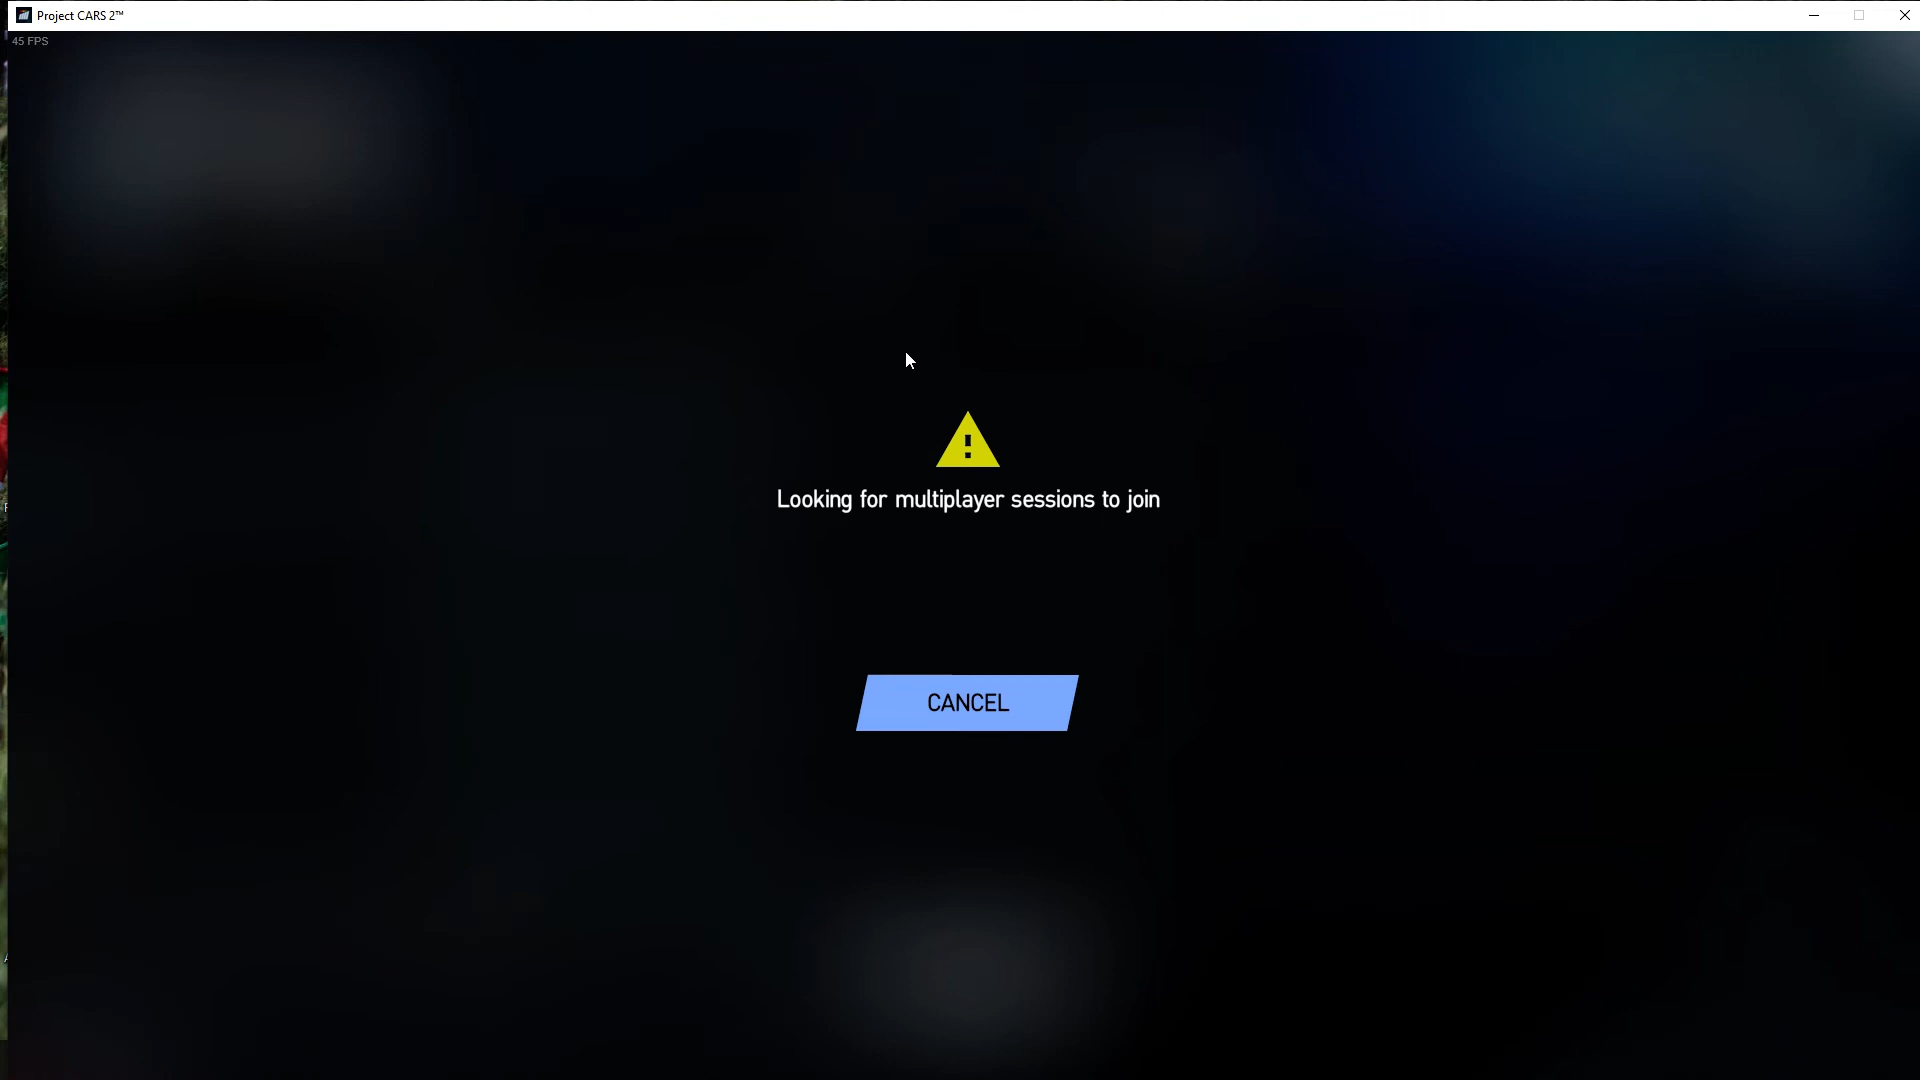 Project CARS 2™
45 FPS
Looking for multiplayer sessions to join
CANCEL